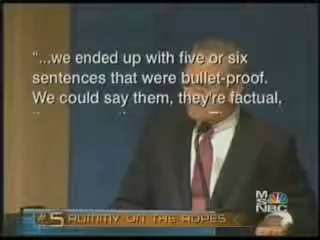 “...we ended up with five or six
sentences that were bullet-proof.
We could say them, they're factual,
MSNBC
#5 RUMMY ON THE ROPES